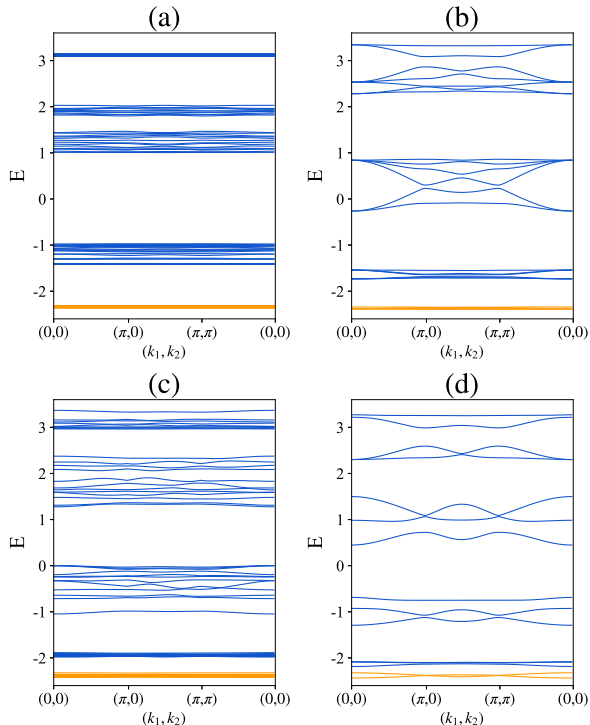 (a)
(b)
3
2
1
0
-1
-2
E
(0,0)
(π,0)
(π,π)
(0,0)
(k₁,k₂)
3
2
1
0
-1
-2
E
(0,0)
(π,0)
(π,π)
(0,0)
(k₁,k₂)
(c)
(d)
3
2
1
0
-1
-2
E
(0,0)
(π,0)
(π,π)
(0,0)
(k₁,k₂)
3
2
1
0
-1
-2
E
(0,0)
(π,0)
(π,π)
(0,0)
(k₁,k₂)